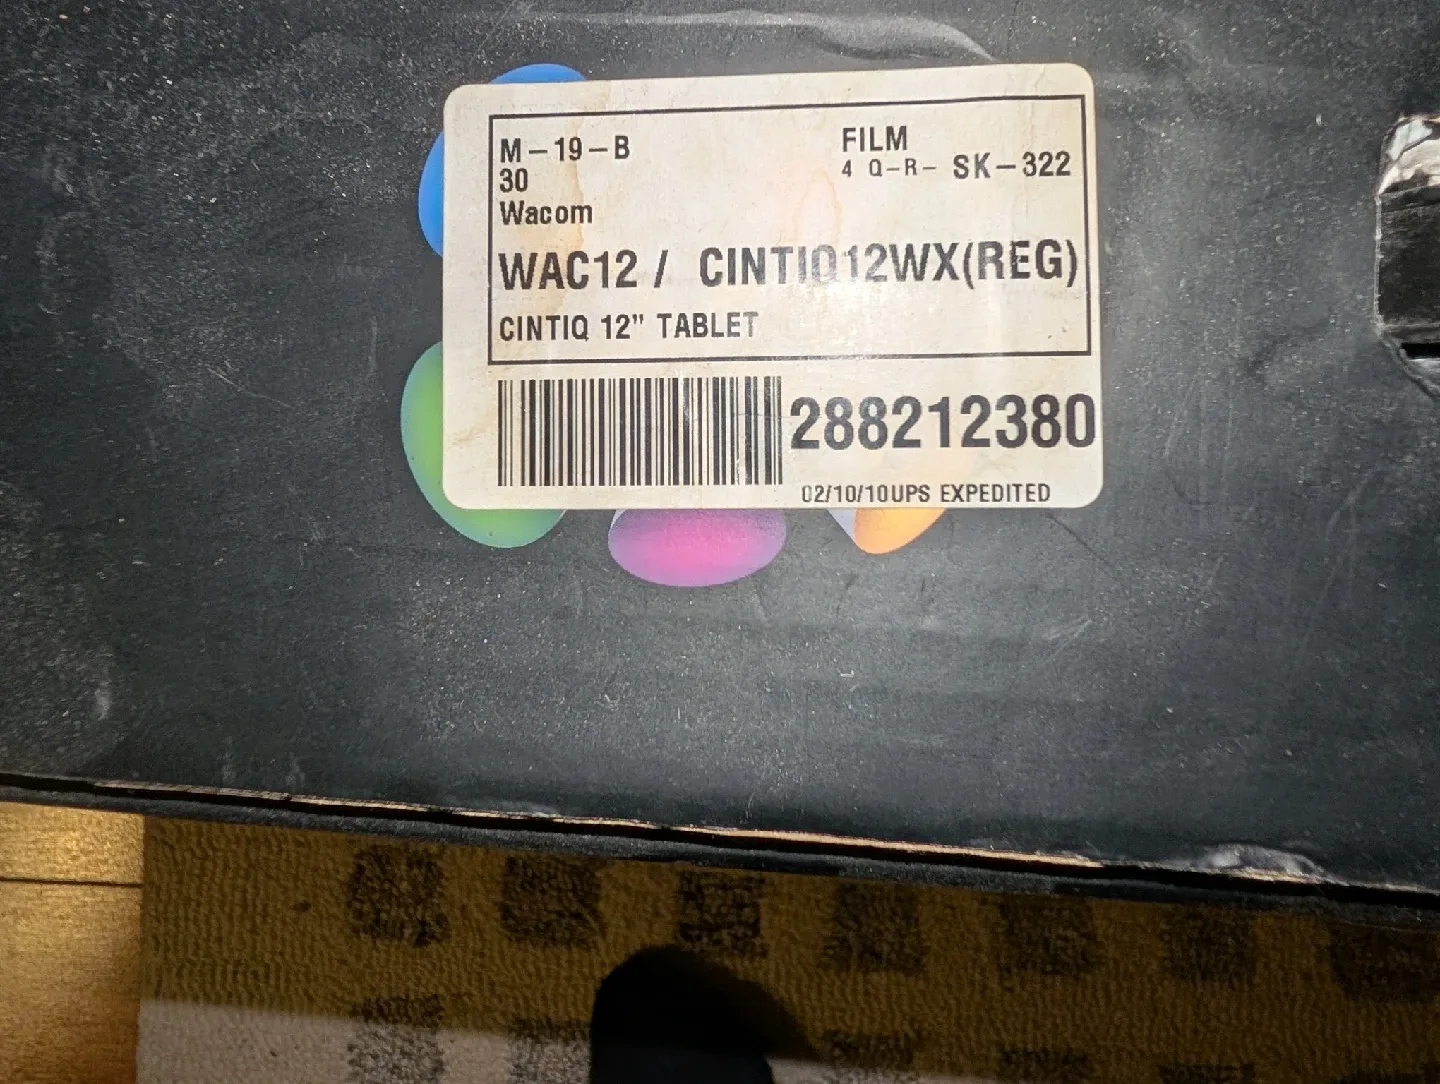 M-19-B
FILM
30
4 Q-R- SK-322
Wacom
WAC12 / CINTIQ12WX(REG)
CINTIQ 12" TABLET
288212380
02/10/10UPS EXPEDITED